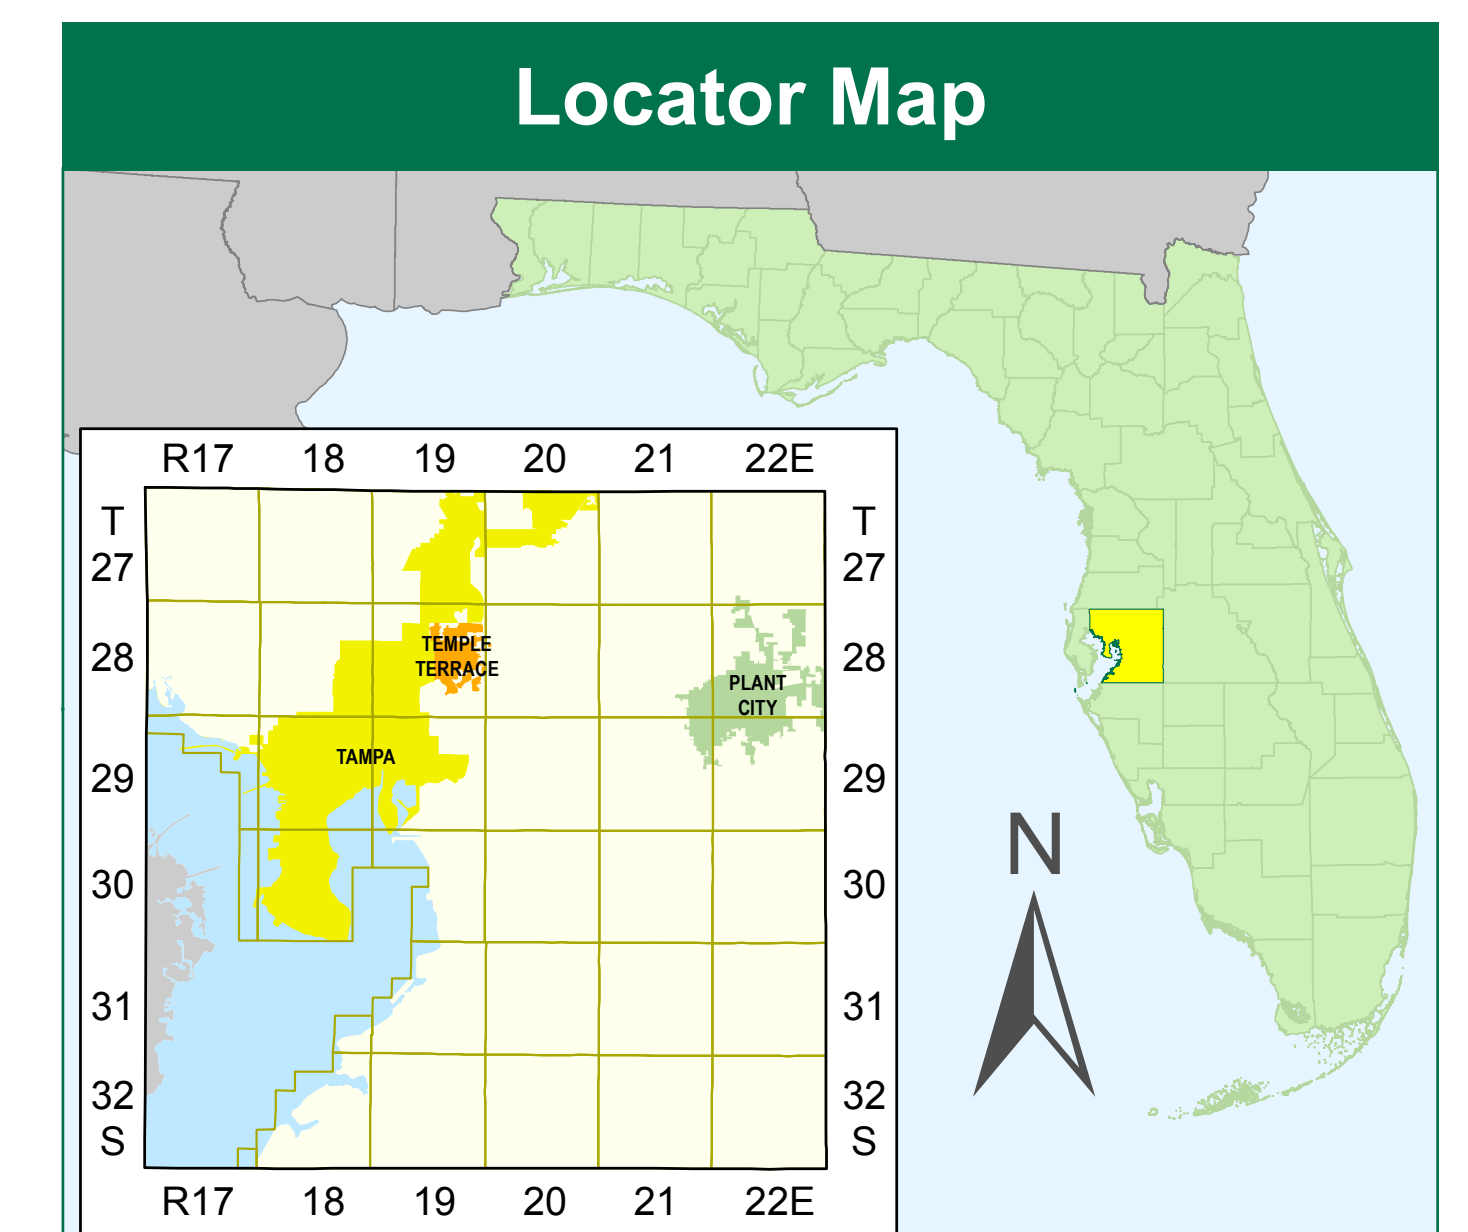 Locator Map
R17 18 19 20 21 22E
T T
27 27
28 28
TEMPLE
TERRACE
PLANT
CITY
TAMPA
29 29
N
30 30
31 31
32 32
S S
R17 18 19 20 21 22E